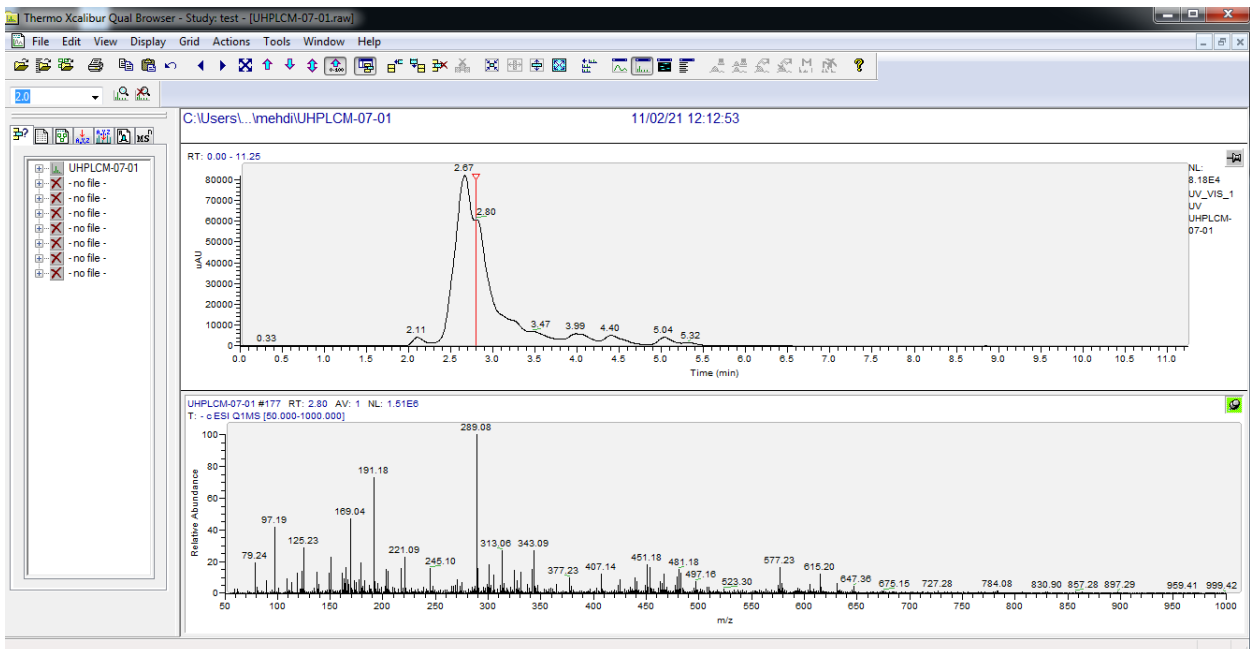 Thermo Xcalibur Qual Browser - Study: test - [UHPLCM-07-01.raw]
File Edit View Display Grid Actions Tools Window Help
0-100
2.0
C:\Users\...\mehdi\UHPLCM-07-01 11/02/21 12:12:53
UHPLCM-07-01
- no file -
- no file -
- no file -
- no file -
- no file -
- no file -
- no file -
RT: 0.00 - 11.25
NL:
8.18E4
UV_VIS_1
UV
UHPLCM-
07-01
uAU
80000
70000
60000
50000
40000
30000
20000
10000
0
0.33 2.11 2.67 2.80 3.47 3.99 4.40 5.04 5.32
0.0 0.5 1.0 1.5 2.0 2.5 3.0 3.5 4.0 4.5 5.0 5.5 6.0 6.5 7.0 7.5 8.0 8.5 9.0 9.5 10.0 10.5 11.0
Time (min)
UHPLCM-07-01 #177 RT: 2.80 AV: 1 NL: 1.51E6
T: - c ESI Q1MS [50.000-1000.000]
Relative Abundance
100
80
60
40
20
0
79.24 97.19 125.23 169.04 191.18 221.09 245.10 289.08 313.06 343.09 377.23 407.14 451.18 481.18 497.16 523.30 577.23 615.20 647.36 675.15 727.28 784.08 830.90 857.28 897.29 959.41 999.42
50 100 150 200 250 300 350 400 450 500 550 600 650 700 750 800 850 900 950 1000
m/z